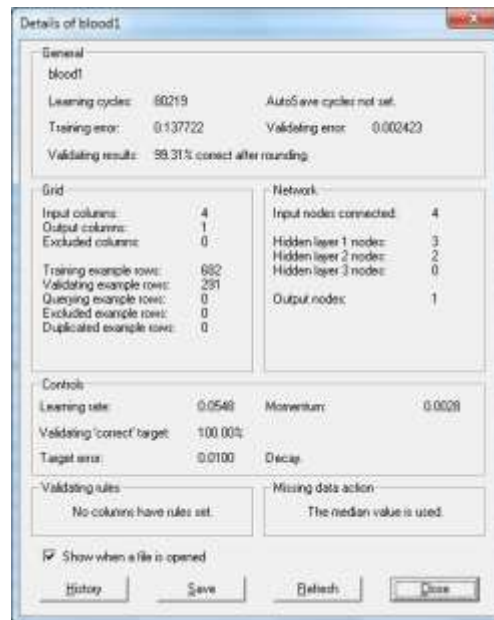 Details of blood1
General
blood1
Learning cycles: 80219 AutoSave cycles not set.
Training error: 0.137722 Validating error: 0.002423
Validating results: 99.31% correct after rounding.
Grid
Input columns: 4
Output columns: 1
Excluded columns: 0
Training example rows: 682
Validating example rows: 291
Querying example rows: 0
Excluded example rows: 0
Duplicated example rows: 0
Network
Input nodes connected: 4
Hidden layer 1 nodes: 3
Hidden layer 2 nodes: 2
Hidden layer 3 nodes: 0
Output nodes: 1
Controls
Learning rate: 0.0548 Momentum: 0.0028
Validating 'correct' target: 100.00%
Target error: 0.0100 Decay.
Validating rules
No columns have rules set.
Missing data action
The median value is used.
Show when a file is opened
History Save Refresh Close